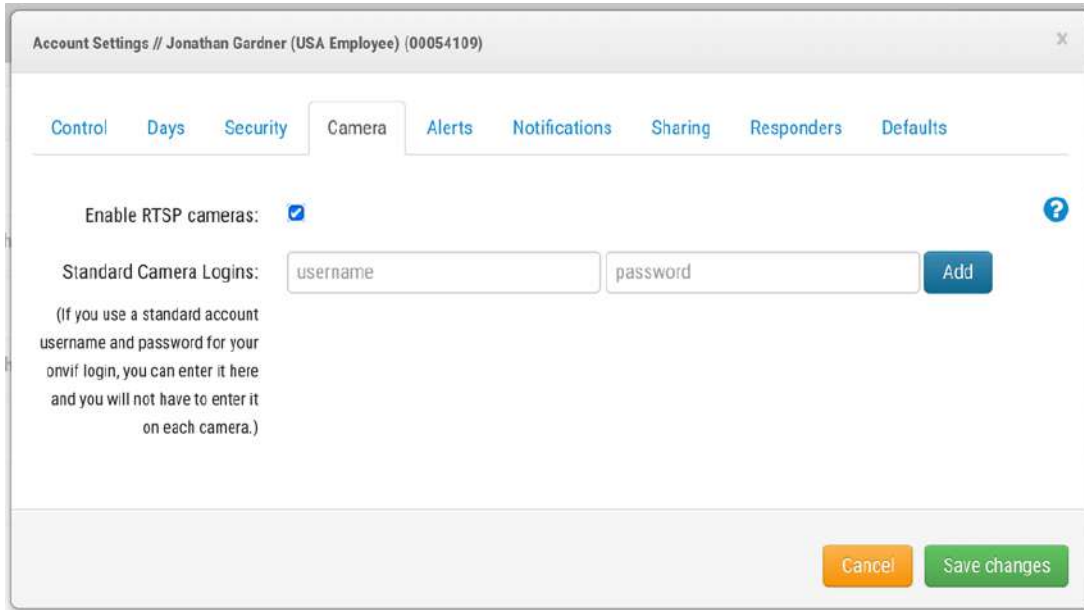 Account Settings // Jonathan Gardner (USA Employee) (00054109)
x
Control Days Security Camera Alerts Notifications Sharing Responders Defaults
Enable RTSP cameras:
?
Standard Camera Logins: username password Add
(If you use a standard account
username and password for your
onvif login, you can enter it here
and you will not have to enter it
on each camera.)
Cancel Save changes